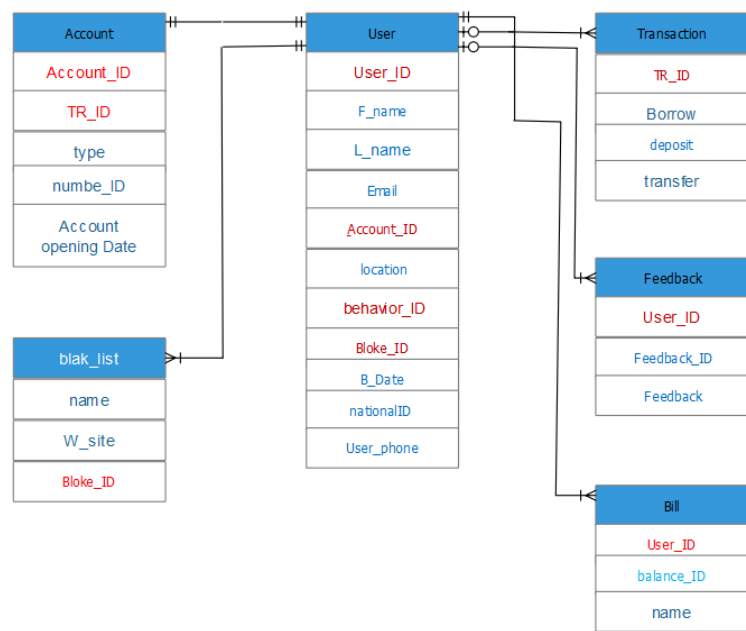 Account
Account_ID
TR_ID
type
numbe_ID
Account
opening Date
blak_list
name
W_site
Bloke_ID
User
User_ID
F_name
L_name
Email
Account_ID
location
behavior_ID
Bloke_ID
B_Date
nationalID
User_phone
Transaction
TR_ID
Borrow
deposit
transfer
Feedback
User_ID
Feedback_ID
Feedback
Bill
User_ID
balance_ID
name